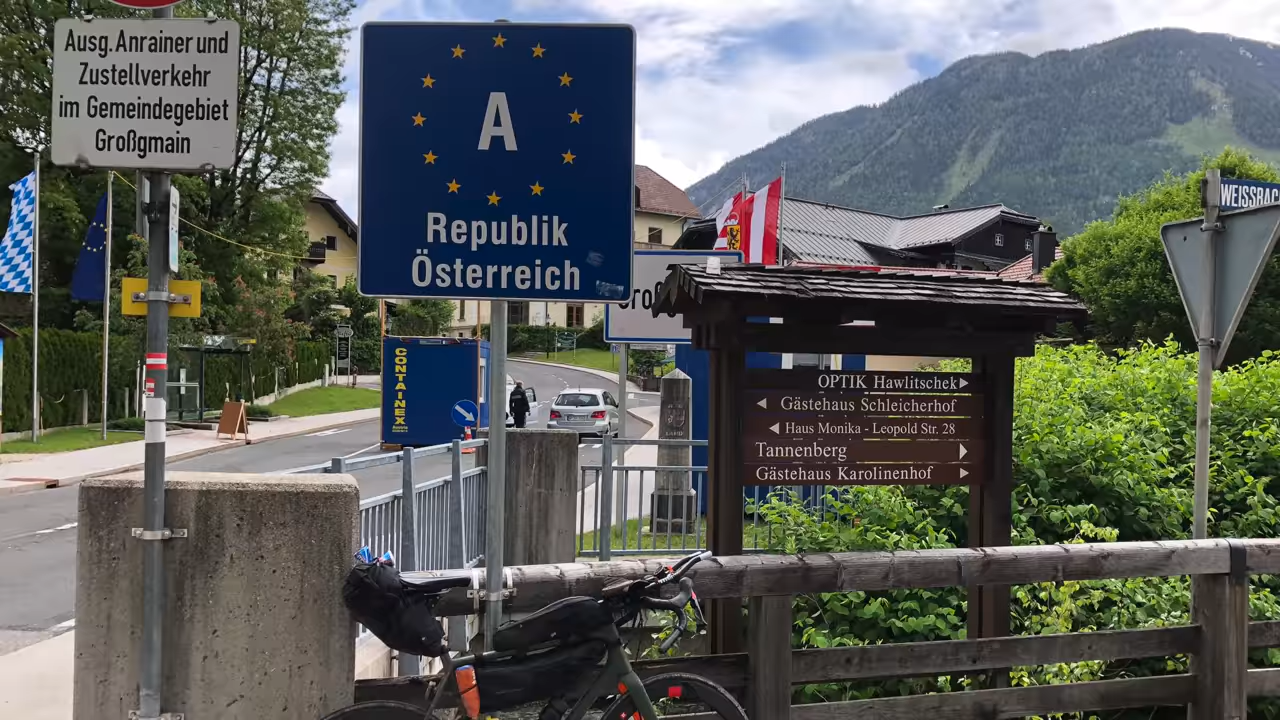 Ausg. Anrainer und
Zustellverkehr
im Gemeindegebiet
Großgmain
A
Republik
Österreich
CONTAINEX
OPTIK Hawlitschek
Gästehaus Schleicherhof
Haus Monika - Leopold Str. 28
Tannenberg
Gästehaus Karolinenhof